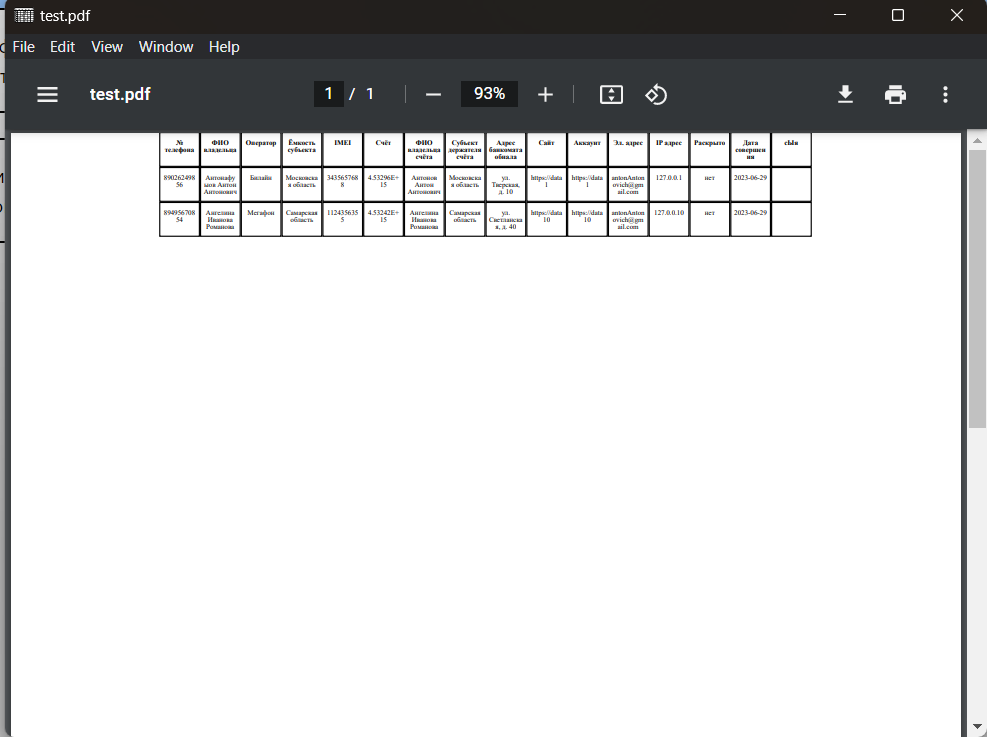 test.pdf
File Edit View Window Help
test.pdf 1 / 1 93%
№ телефона ФИО владельца Оператор Ёмкость субъекта IMEI Счёт ФИО владельца счёта Субъект держателя счёта Адрес банкомата обнала Сайт Аккаунт Эл. адрес IP адрес Раскрыто Дата совершения
89026249856 Антонафуьов Антон Антонович Билайн Московская область 3435657688 4.53296E+15 Антонов Антон Антонович Московская область ул. Тверская, д. 10 https://data1 https://data1 antonAntonovich@gmail.com 127.0.0.1 нет 2023-06-29
89495670854 Ангелина Иванова Романова Мегафон Самарская область 1124356355 4.53242E+15 Ангелина Иванова Романова Самарская область ул. Светланская, д. 40 https://data10 https://data10 antonAntonovich@gmail.com 127.0.0.10 нет 2023-06-29